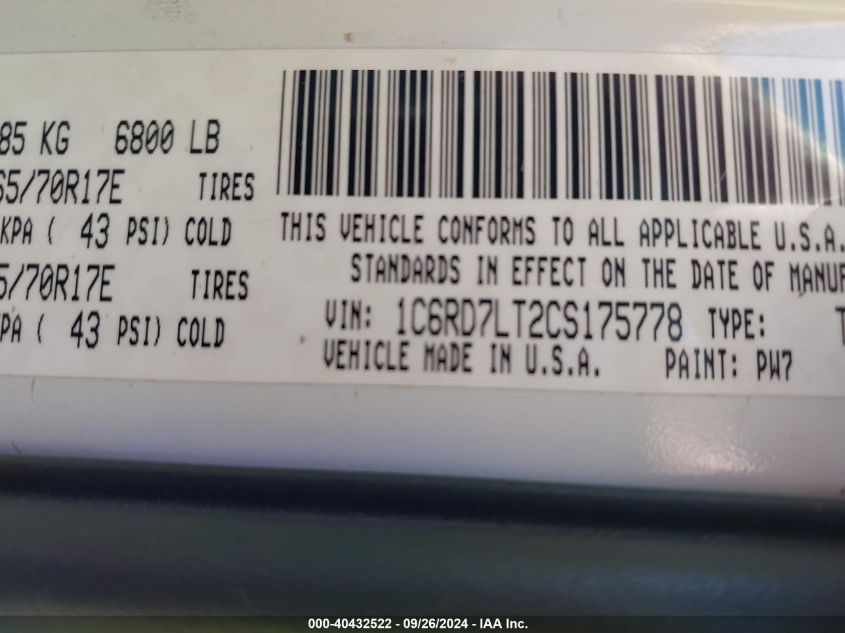 85 KG 6800 LB
65/70R17E TIRES
KPA ( 43 PSI) COLD
5/70R17E TIRES
PA ( 43 PSI) COLD
THIS VEHICLE CONFORMS TO ALL APPLICABLE U.S.A.
STANDARDS IN EFFECT ON THE DATE OF MANUF
VIN: 1C6RD7LT2CS175778 TYPE: T
VEHICLE MADE IN U.S.A. PAINT: PW7
000-40432522 - 09/26/2024 - IAA Inc.